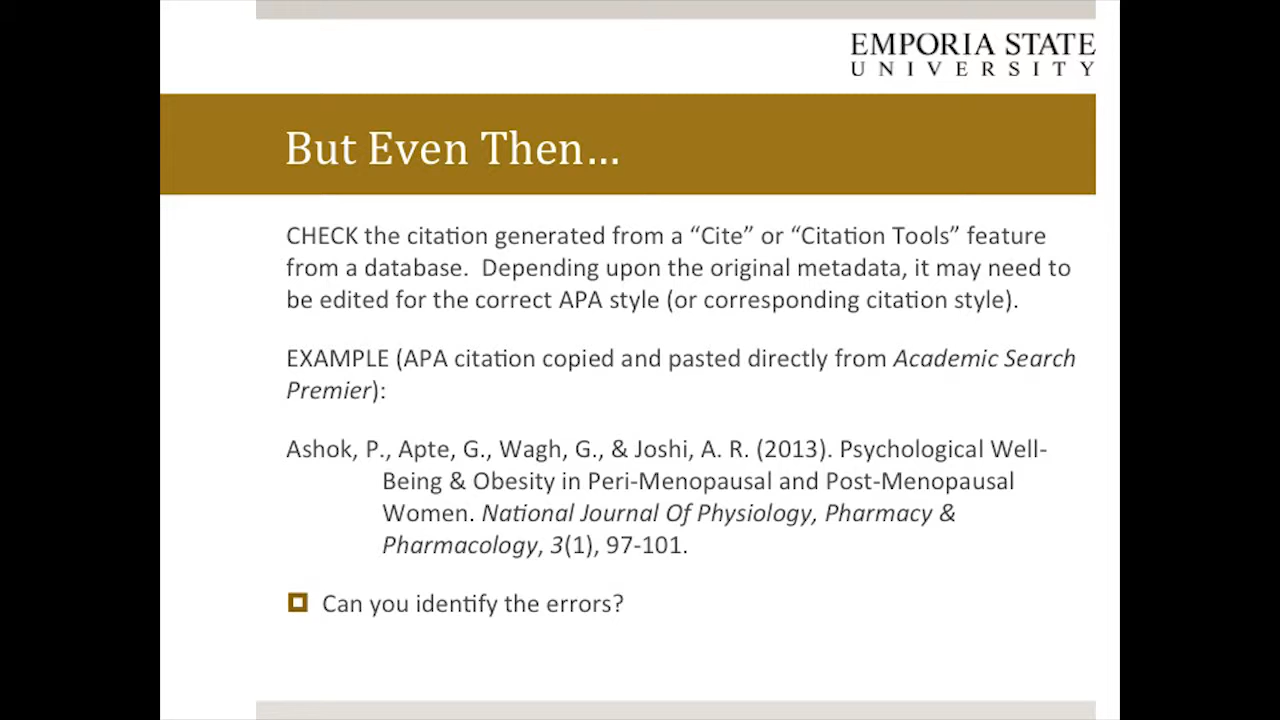 EMPORIA STATE
UNIVERSITY
But Even Then…
CHECK the citation generated from a “Cite” or “Citation Tools” feature
from a database.  Depending upon the original metadata, it may need to
be edited for the correct APA style (or corresponding citation style).
EXAMPLE (APA citation copied and pasted directly from Academic Search
Premier):
Ashok, P., Apte, G., Wagh, G., & Joshi, A. R. (2013). Psychological Well-
Being & Obesity in Peri-Menopausal and Post-Menopausal
Women. National Journal Of Physiology, Pharmacy &
Pharmacology, 3(1), 97-101.
Can you identify the errors?